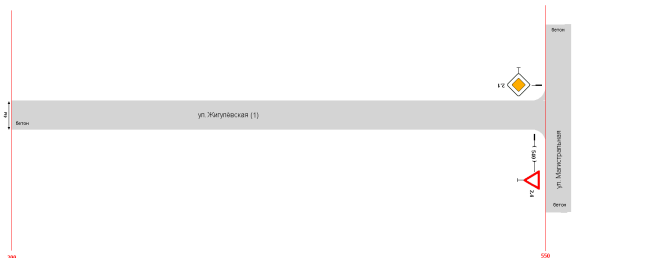 бетон
2.1
ул. Жигулёвская (1)
бетон
ул. Магистральная
2.4
бетон
550